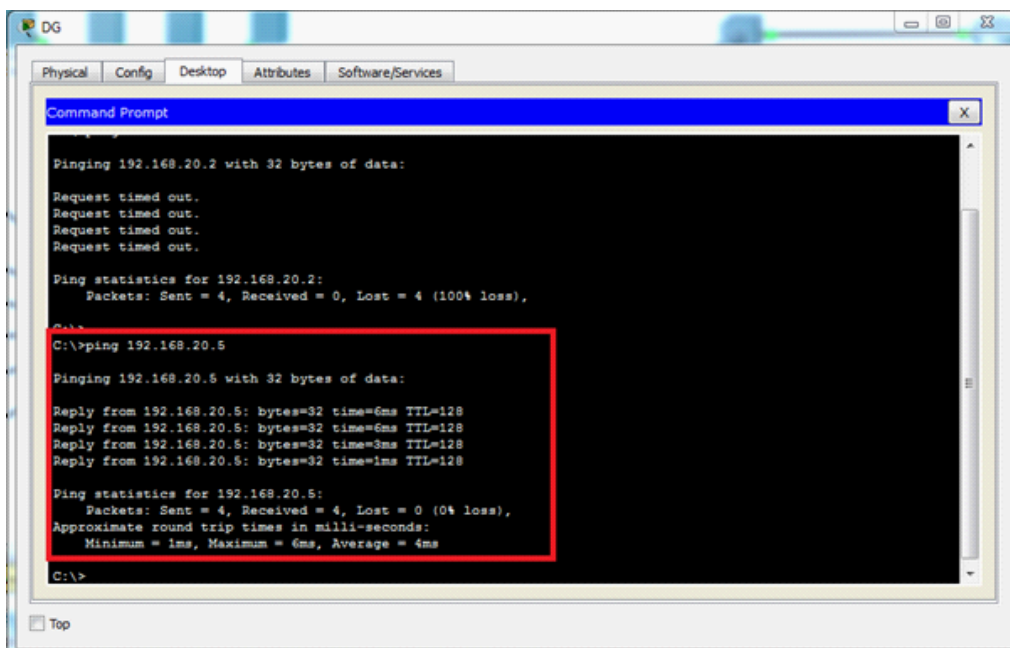 DG
Physical Config Desktop Attributes Software/Services
Command Prompt
X
Pinging 192.168.20.2 with 32 bytes of data:
Request timed out.
Request timed out.
Request timed out.
Request timed out.
Ping statistics for 192.168.20.2:
Packets: Sent = 4, Received = 0, Lost = 4 (100% loss),
C:\>
C:\>ping 192.168.20.5
Pinging 192.168.20.5 with 32 bytes of data:
Reply from 192.168.20.5: bytes=32 time=6ms TTL=128
Reply from 192.168.20.5: bytes=32 time=6ms TTL=128
Reply from 192.168.20.5: bytes=32 time=3ms TTL=128
Reply from 192.168.20.5: bytes=32 time=1ms TTL=128
Ping statistics for 192.168.20.5:
Packets: Sent = 4, Received = 4, Lost = 0 (0% loss),
Approximate round trip times in milli-seconds:
Minimum = 1ms, Maximum = 6ms, Average = 4ms
C:\>
Top